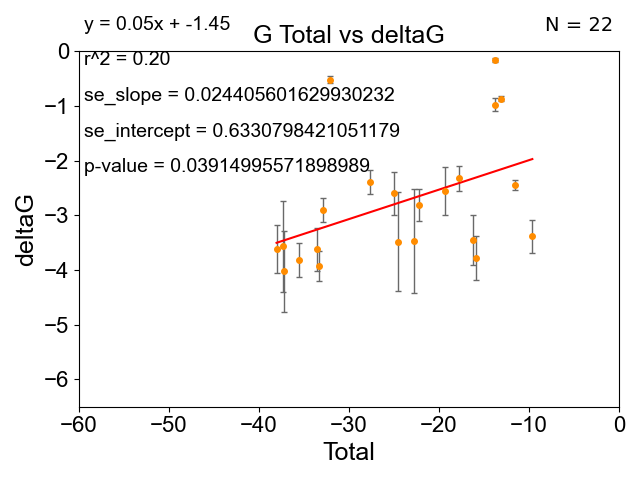 y = 0.05x + -1.45
N = 22
G Total vs deltaG
r^2 = 0.20
se_slope = 0.024405601629930232
se_intercept = 0.6330798421051179
p-value = 0.03914995571898989
0
−1
−2
−3
−4
−5
−6
deltaG
−60 −50 −40 −30 −20 −10 0
Total